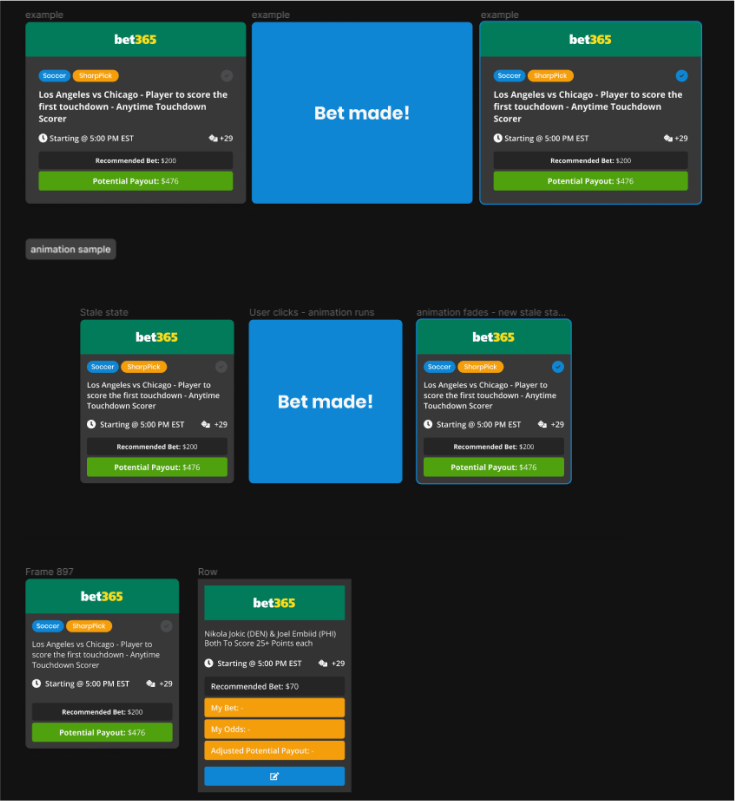 example
example
example
bet365
Bet made!
bet365
Soccer
SharpPick
Los Angeles vs Chicago - Player to score the
first touchdown - Anytime Touchdown
Scorer
Starting @ 5:00 PM EST
+29
Recommended Bet: $200
Potential Payout: $476
Soccer
SharpPick
Los Angeles vs Chicago - Player to score the
first touchdown - Anytime Touchdown
Scorer
Starting @ 5:00 PM EST
+29
Recommended Bet: $200
Potential Payout: $476
animation sample
Stale state
User clicks - animation runs
animation fades - new stale sta...
bet365
Soccer
SharpPick
Los Angeles vs Chicago - Player to
score the first touchdown - Anytime
Touchdown Scorer
Starting @ 5:00 PM EST
+29
Recommended Bet: $200
Potential Payout: $476
Bet made!
bet365
Soccer
SharpPick
Los Angeles vs Chicago - Player to
score the first touchdown - Anytime
Touchdown Scorer
Starting @ 5:00 PM EST
+29
Recommended Bet: $200
Potential Payout: $476
Frame 897
bet365
Soccer
SharpPick
Los Angeles vs Chicago - Player to
score the first touchdown - Anytime
Touchdown Scorer
Starting @ 5:00 PM EST
+29
Recommended Bet: $200
Potential Payout: $476
Row
bet365
Nikola Jokic (DEN) & Joel Embiid (PHI)
Both To Score 25+ Points each
Starting @ 5:00 PM EST
+29
Recommended Bet: $70
My Bet: -
My Odds: -
Adjusted Potential Payout: -